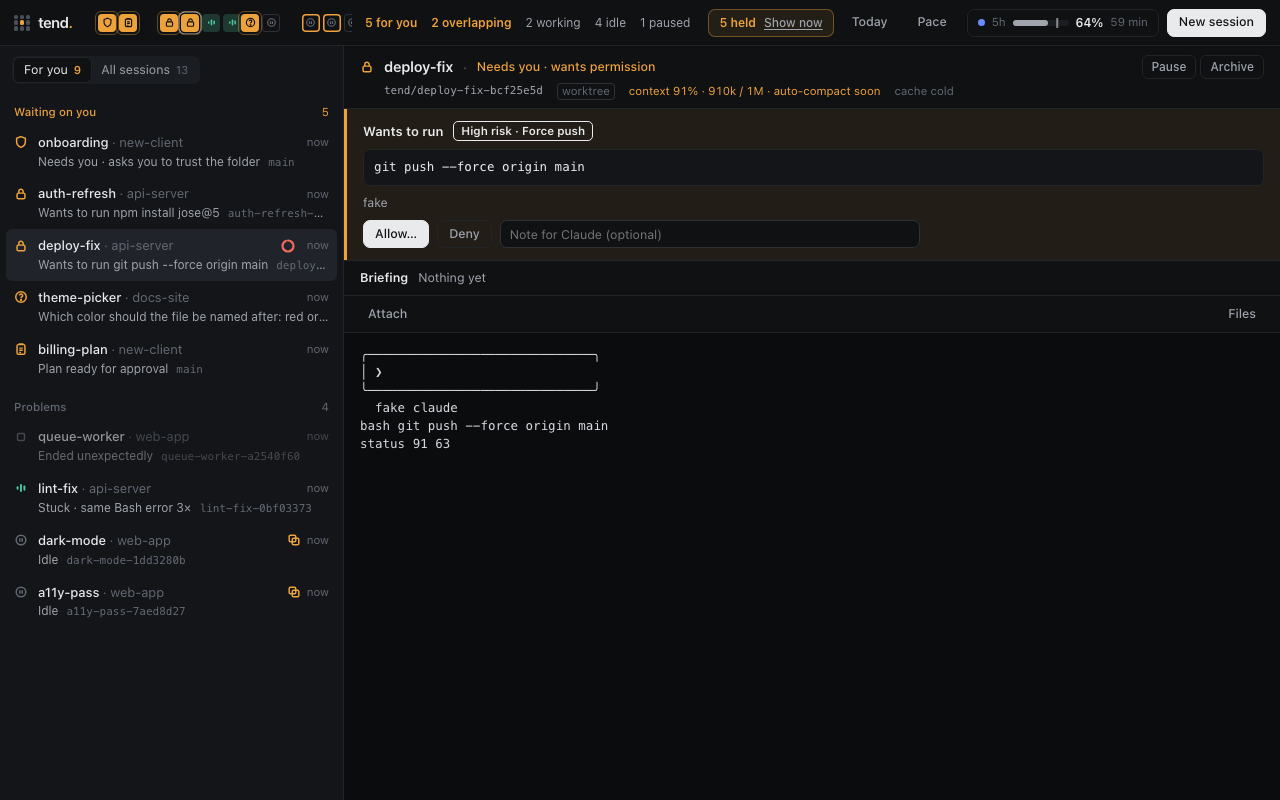 tend.
5 for you 2 overlapping 2 working 4 idle 1 paused
5 held Show now
Today
Pace
5h 64% 59 min
New session
For you 9
All sessions 13
Waiting on you 5
onboarding · new-client now
Needs you · asks you to trust the folder main
auth-refresh · api-server now
Wants to run npm install jose@5 auth-refresh-…
deploy-fix · api-server now
Wants to run git push --force origin main deploy…
theme-picker · docs-site now
Which color should the file be named after: red or…
billing-plan · new-client now
Plan ready for approval main
Problems 4
queue-worker · web-app now
Ended unexpectedly queue-worker-a2540f60
lint-fix · api-server now
Stuck · same Bash error 3× lint-fix-0bf03373
dark-mode · web-app now
Idle dark-mode-1dd3280b
a11y-pass · web-app now
Idle a11y-pass-7aed8d27
deploy-fix · Needs you · wants permission
Pause
Archive
tend/deploy-fix-bcf25e5d worktree context 91% · 910k / 1M · auto-compact soon cache cold
Wants to run High risk · Force push
git push --force origin main
fake
Allow...
Deny
Note for Claude (optional)
Briefing Nothing yet
Attach
Files
❯
fake claude
bash git push --force origin main
status 91 63